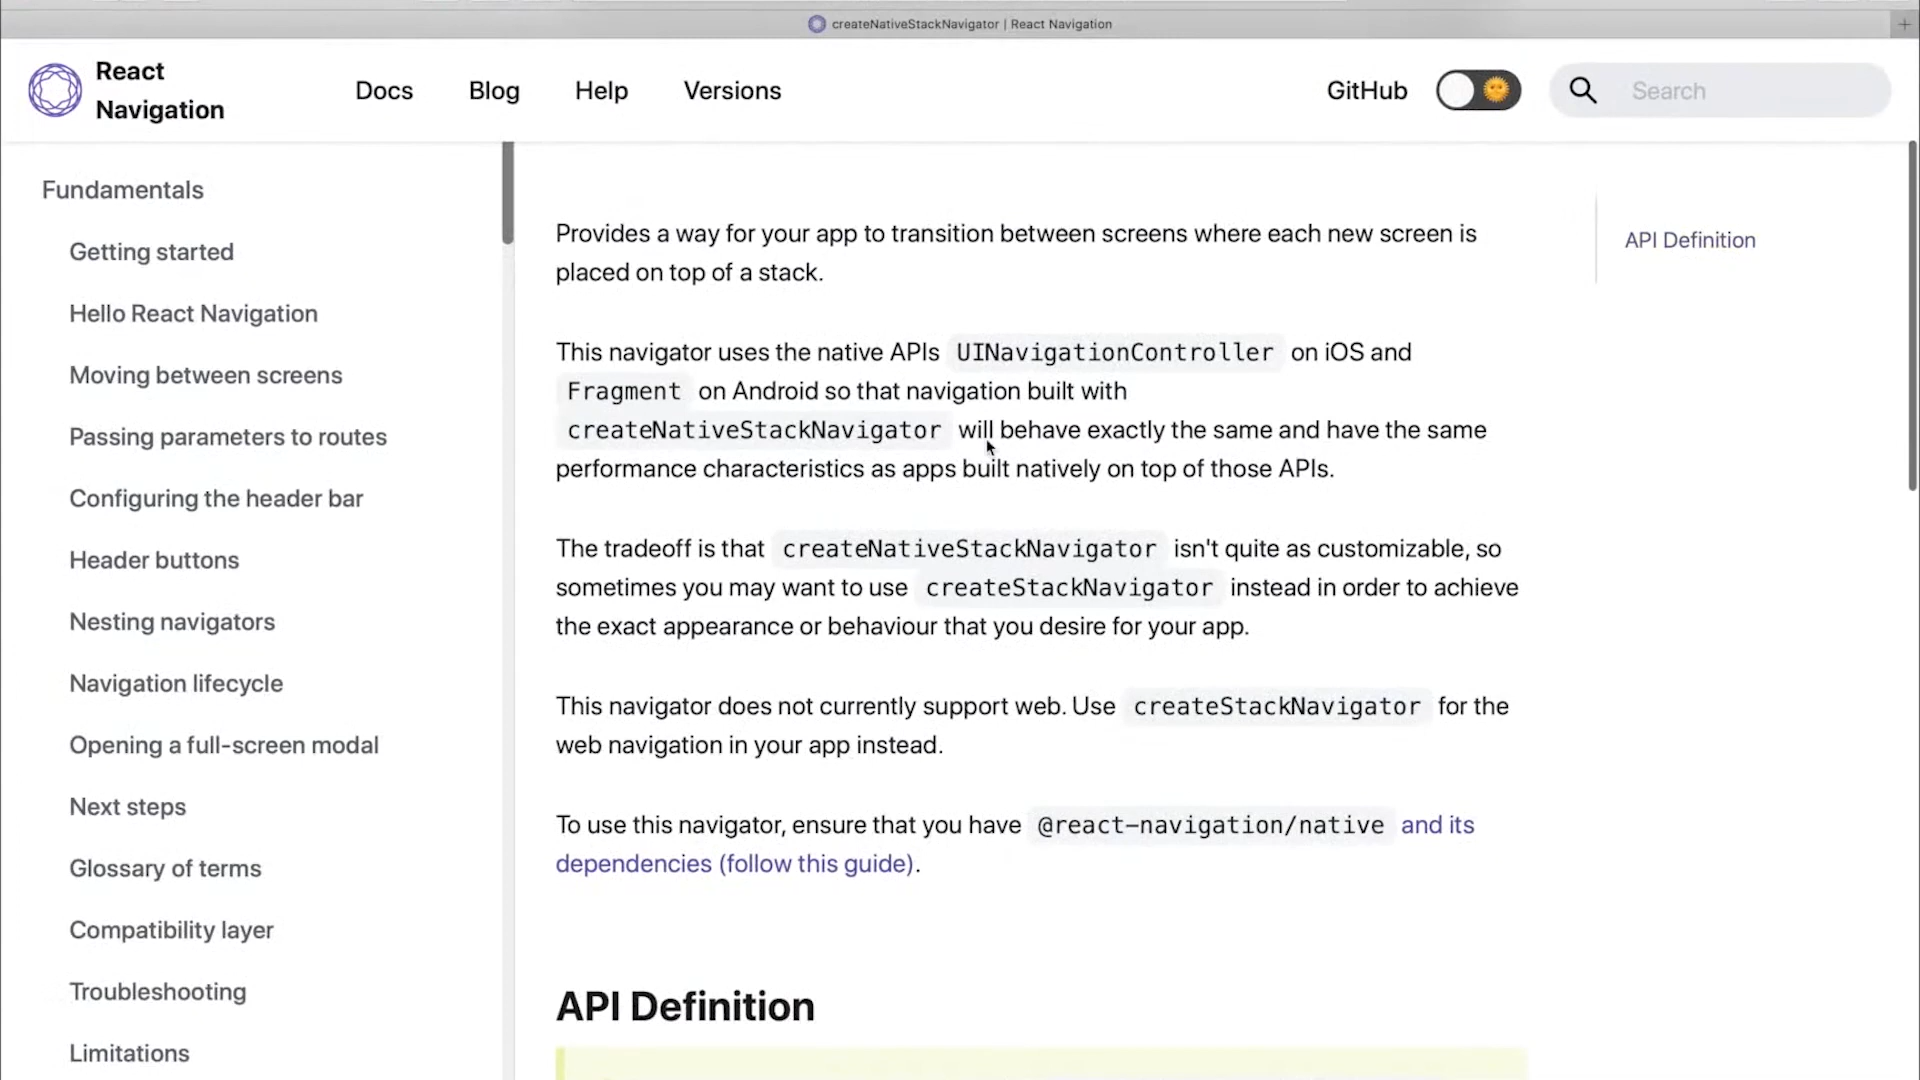 createNativeStackNavigator | React Navigation
React
Navigation
Docs
Blog
Help
Versions
GitHub
Search
Fundamentals
Getting started
Hello React Navigation
Moving between screens
Passing parameters to routes
Configuring the header bar
Header buttons
Nesting navigators
Navigation lifecycle
Opening a full-screen modal
Next steps
Glossary of terms
Compatibility layer
Troubleshooting
Limitations
Provides a way for your app to transition between screens where each new screen is
placed on top of a stack.
This navigator uses the native APIs UINavigationController on iOS and
Fragment on Android so that navigation built with
createNativeStackNavigator will behave exactly the same and have the same
performance characteristics as apps built natively on top of those APIs.
The tradeoff is that createNativeStackNavigator isn't quite as customizable, so
sometimes you may want to use createStackNavigator instead in order to achieve
the exact appearance or behaviour that you desire for your app.
This navigator does not currently support web. Use createStackNavigator for the
web navigation in your app instead.
To use this navigator, ensure that you have @react-navigation/native and its
dependencies (follow this guide).
API Definition
API Definition